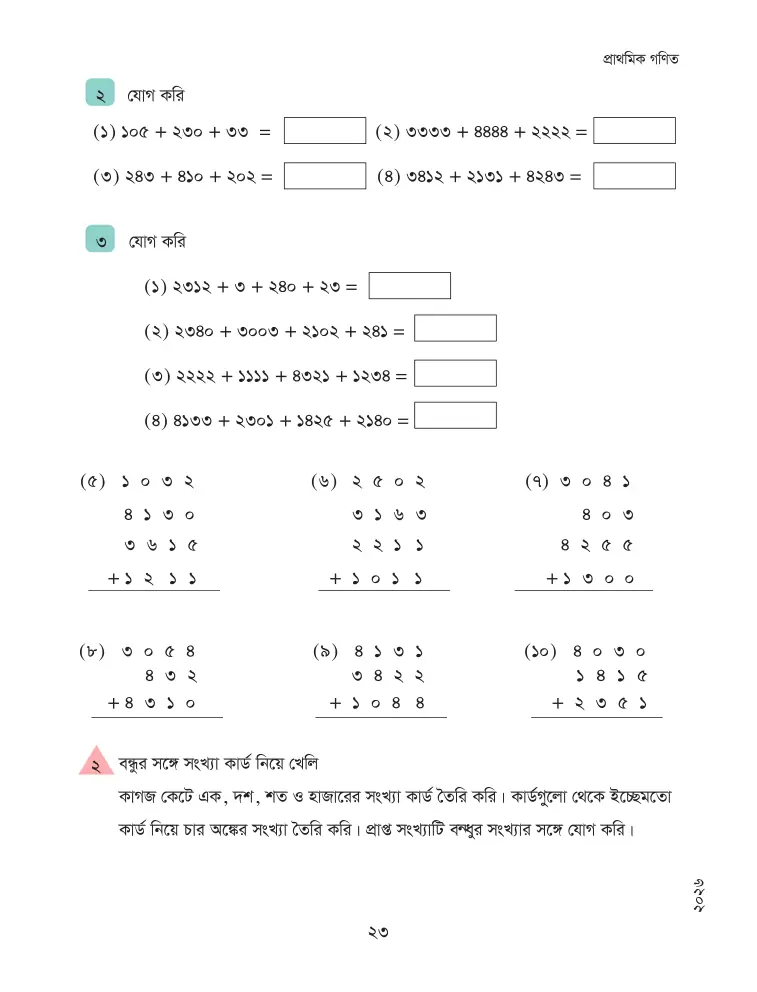 প্রাথমিক গণিত
২ যোগ করি
(১) ১০৫ + ২৩০ + ৩৩ = (২) ৩৩৩৩ + ৪৪৪৪ + ২২২২ =
(৩) ২৪৩ + ৪১০ + ২০২ = (৪) ৩৪১২ + ২১৩১ + ৪২৪৩ =
৩ যোগ করি
(১) ২৩১২ + ৩ + ২৪০ + ২৩ =
(২) ২৩৪০ + ৩০০৩ + ২১০২ + ২৪১ =
(৩) ২২২২ + ১১১১ + ৪৩২১ + ১২৩৪ =
(৪) ৪১৩৩ + ২৩০১ + ১৪২৫ + ২১৪০ =
(৫) ১ ০ ৩ ২ (৬) ২ ৫ ০ ২ (৭) ৩ ০ ৪ ১
৪ ১ ৩ ০ ৩ ১ ৬ ৩ ৪ ০ ৩
৩ ৬ ১ ৫ ২ ২ ১ ১ ৪ ২ ৫ ৫
+ ১ ২ ১ ১ + ১ ০ ১ ১ + ১ ৩ ০ ০
(৮) ৩ ০ ৫ ৪ (৯) ৪ ১ ৩ ১ (১০) ৪ ০ ৩ ০
৪ ৩ ২ ৩ ৪ ২ ২ ১ ৪ ১ ৫
+ ৪ ৩ ১ ০ + ১ ০ ৪ ৪ + ২ ৩ ৫ ১
২ বন্ধুর সঙ্গে সংখ্যা কার্ড নিয়ে খেলি
কাগজ কেটে এক, দশ, শত ও হাজারের সংখ্যা কার্ড তৈরি করি। কার্ডগুলো থেকে ইচ্ছেমতো
কার্ড নিয়ে চার অঙ্কের সংখ্যা তৈরি করি। প্রাপ্ত সংখ্যাটি বন্ধুর সংখ্যার সঙ্গে যোগ করি।
২০২৬
২৩